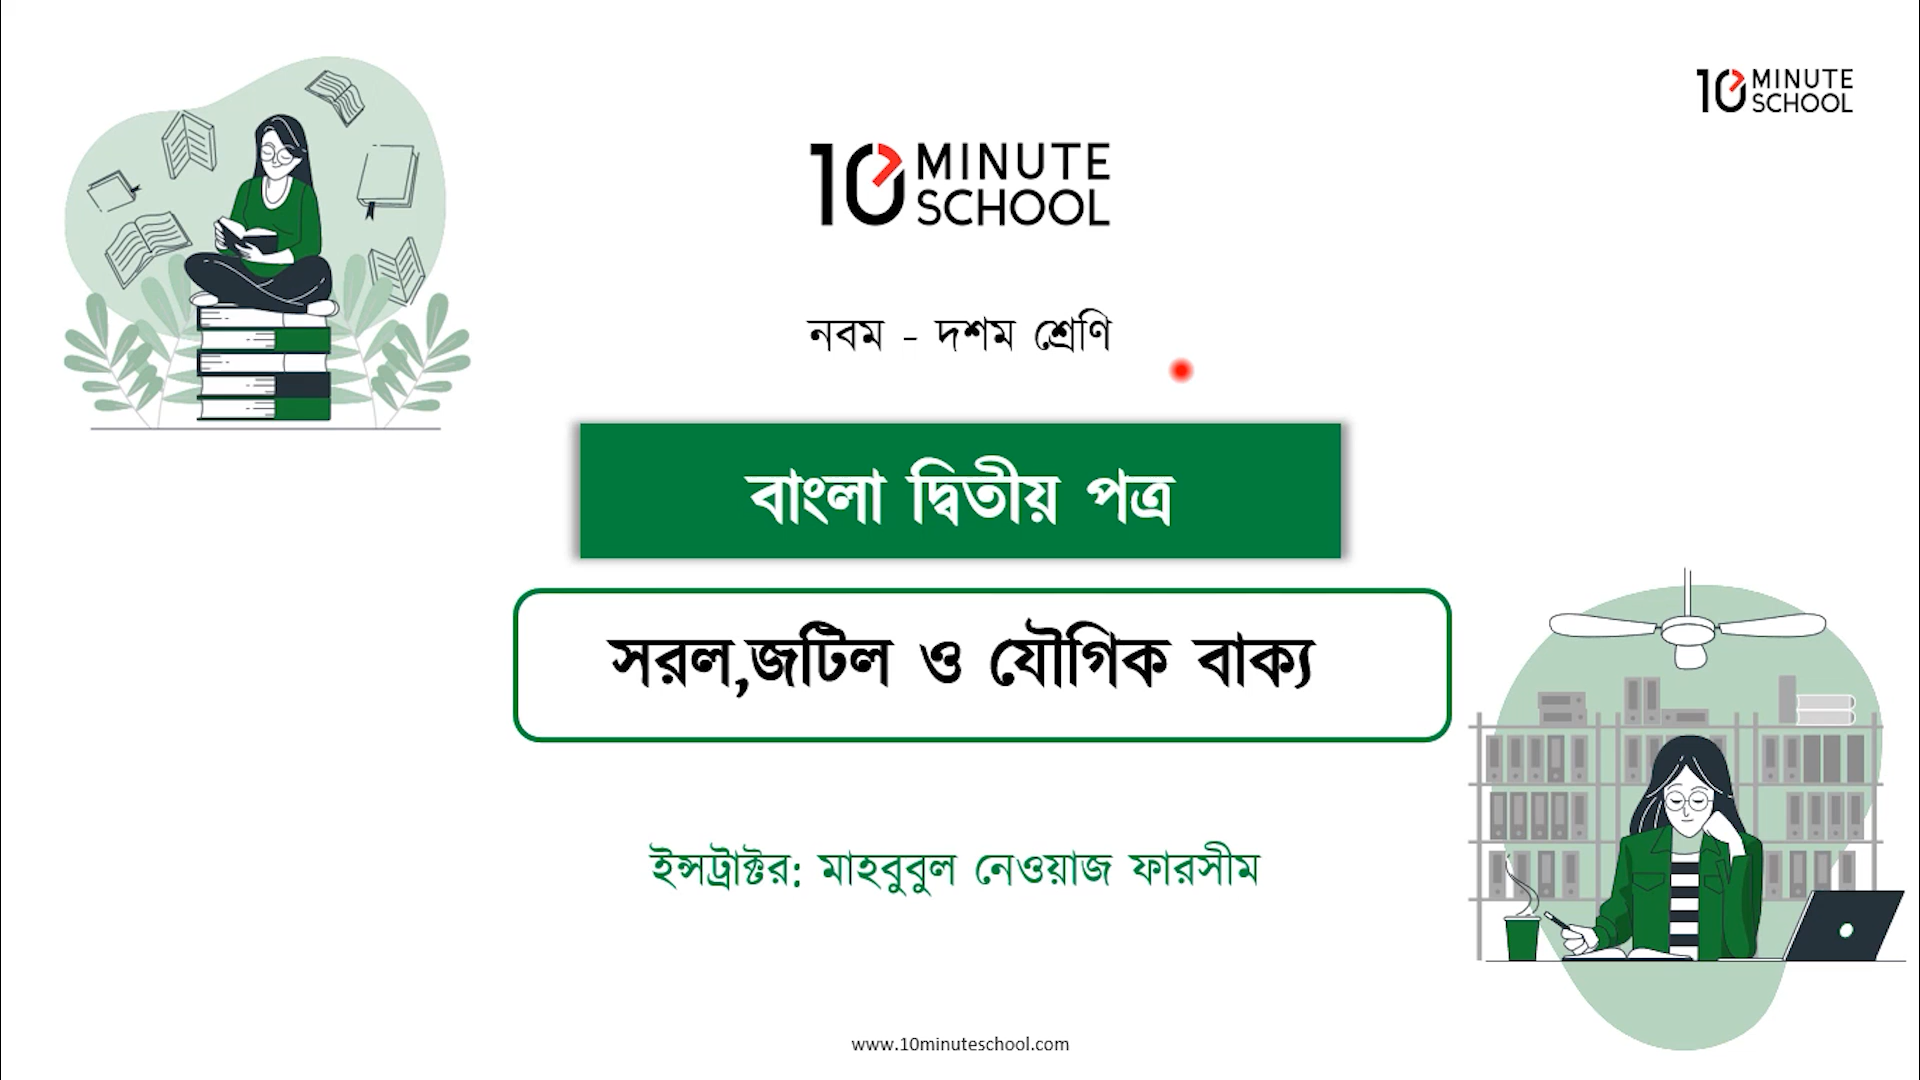 10 MINUTE SCHOOL
10 MINUTE SCHOOL
নবম - দশম শ্রেণি
বাংলা দ্বিতীয় পত্র
সরল,জটিল ও যৌগিক বাক্য
ইন্সট্রাক্টর: মাহবুবুল নেওয়াজ ফারসীম
www.10minuteschool.com